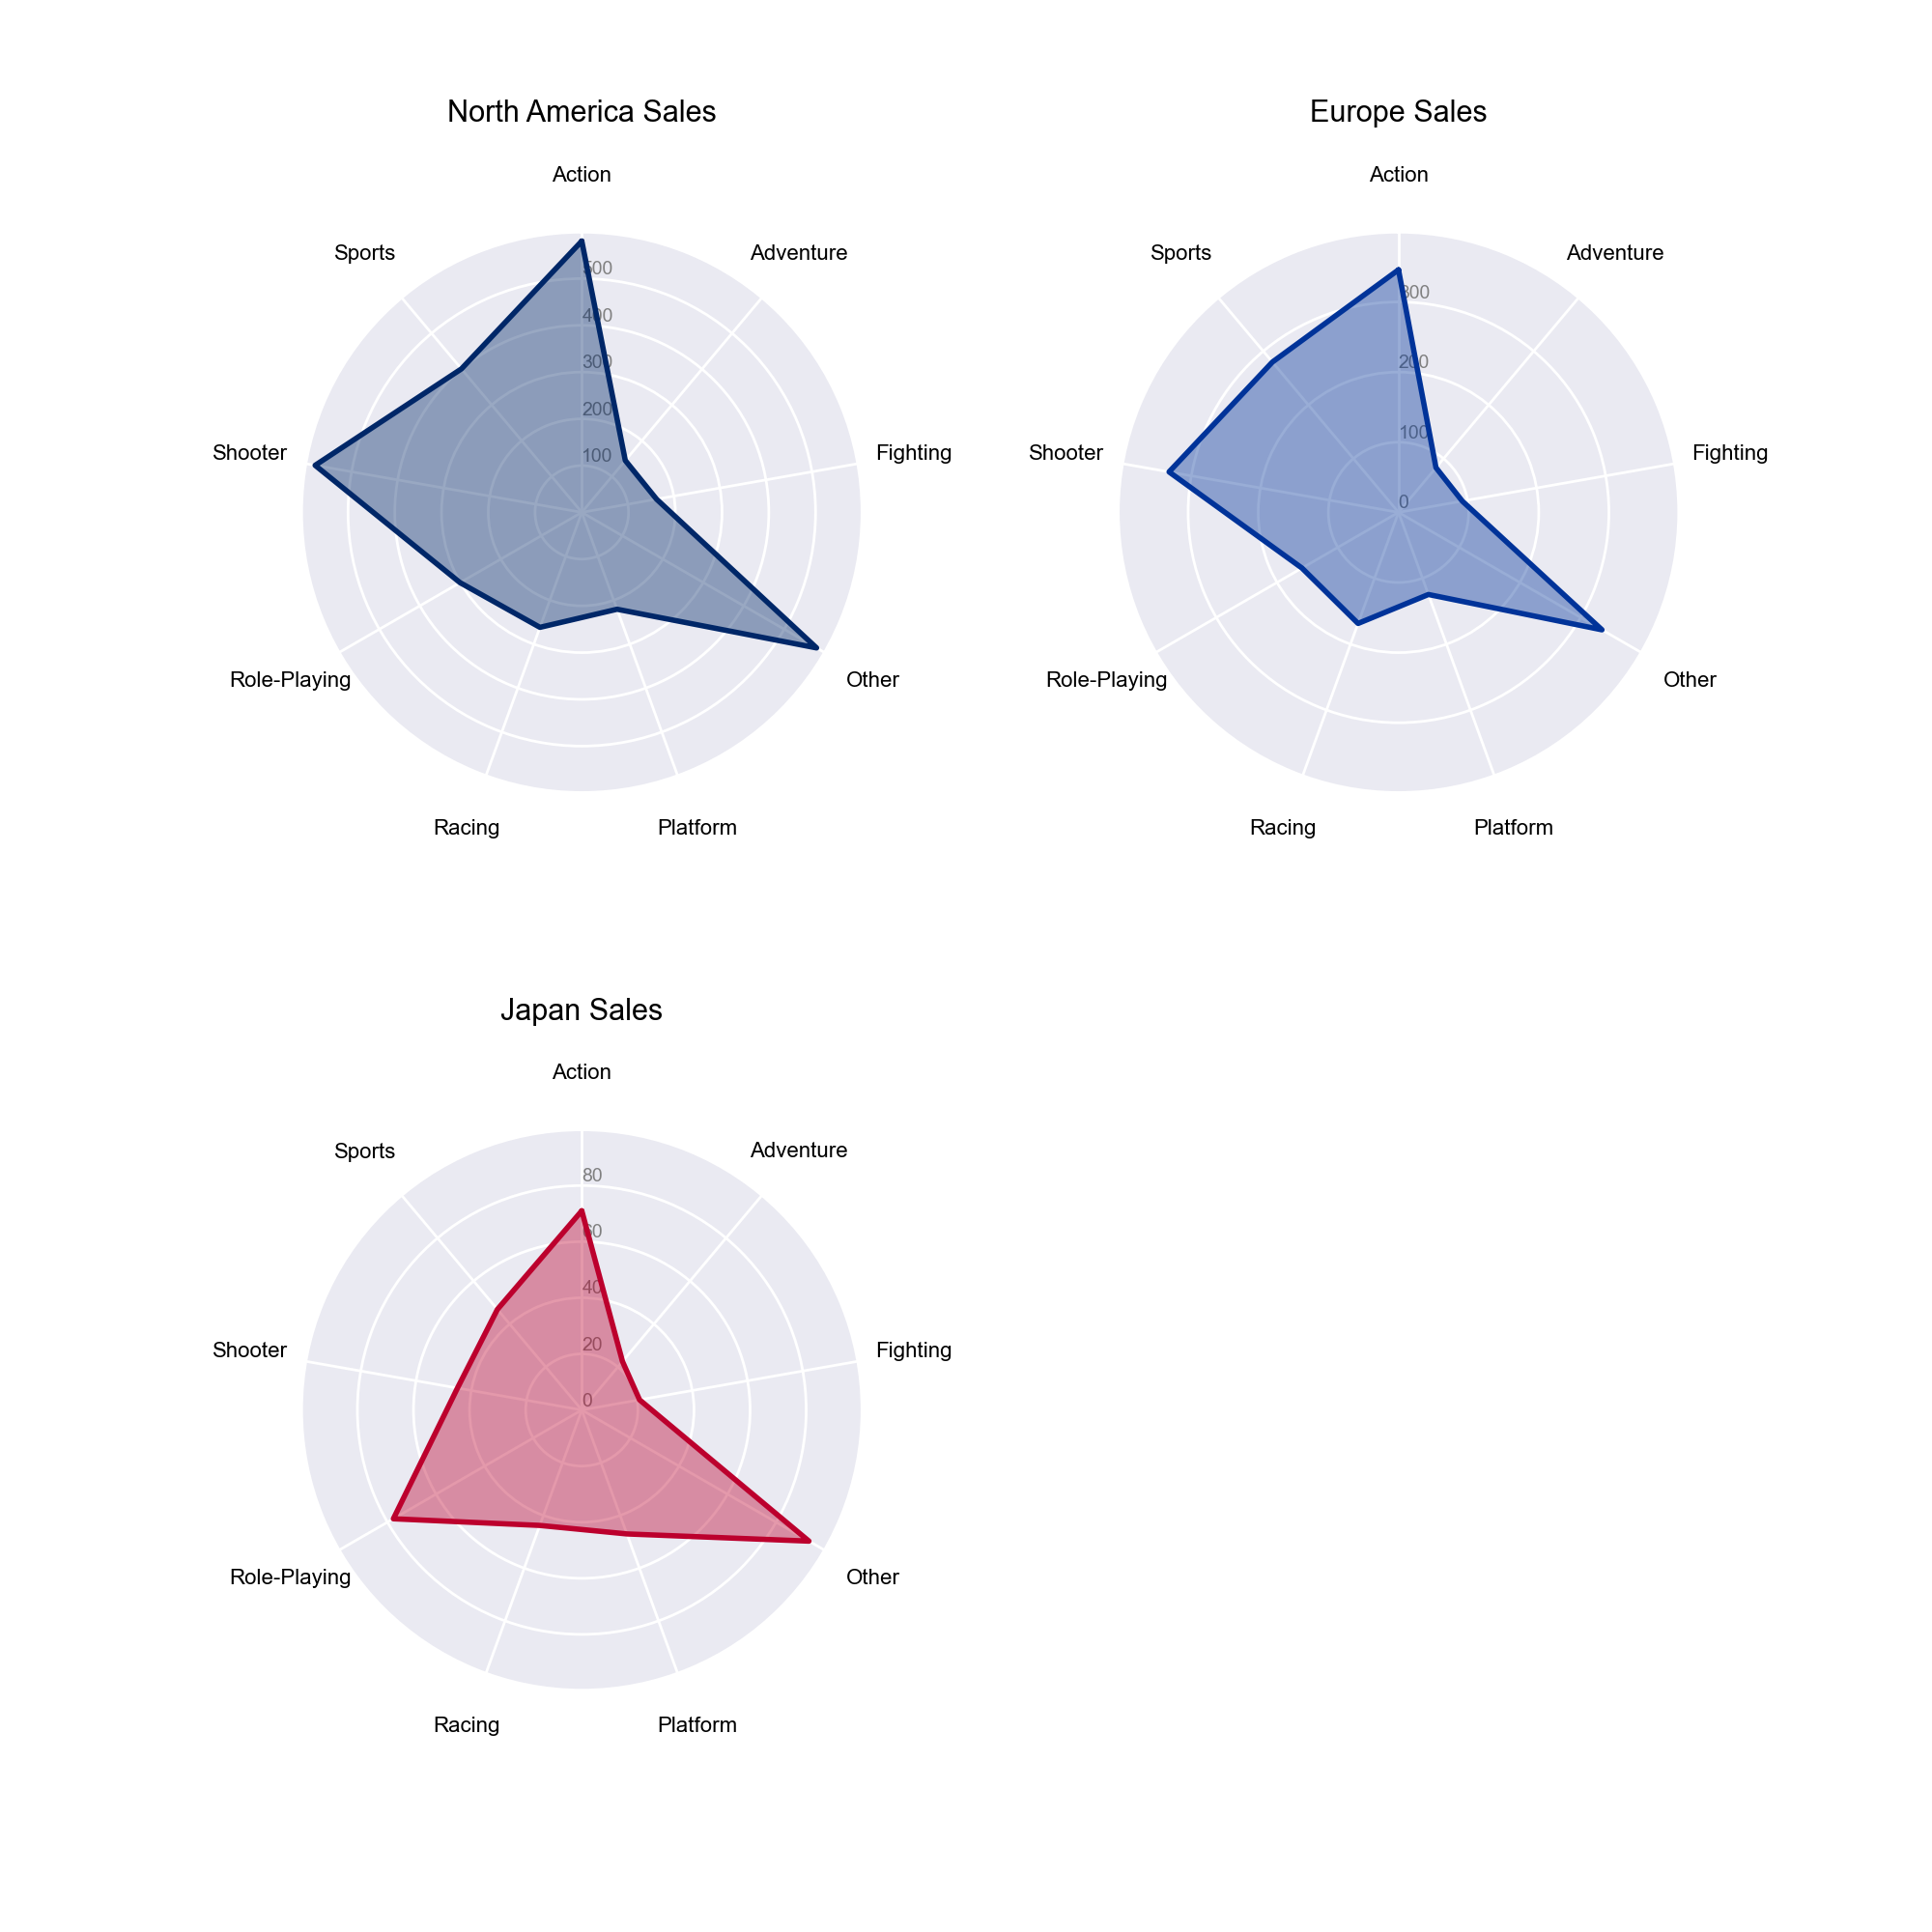 North America Sales
Action
Adventure
Fighting
Other
Platform
Racing
Role-Playing
Shooter
Sports
500
400
300
200
100
Europe Sales
Action
Adventure
Fighting
Other
Platform
Racing
Role-Playing
Shooter
Sports
300
200
100
0
Japan Sales
Action
Adventure
Fighting
Other
Platform
Racing
Role-Playing
Shooter
Sports
80
60
40
20
0